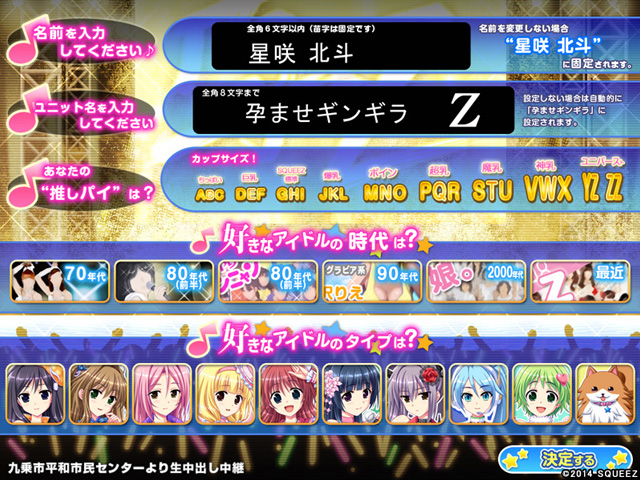 名前を入力
してください♪
全角６文字以内（苗字は固定です）
星咲 北斗
名前を変更しない場合
“星咲 北斗”
に固定されます。
ユニット名を入力
してください
全角８文字まで
孕ませギンギラ Z
設定しない場合は自動的に
「孕ませギンギラ」に
設定されます。
あなたの
“推しパイ”は？
カップサイズ！
ちっぱい
ABC
巨乳
DEF
SQUEEZ
標準
GHI
爆乳
JKL
ボイン
MNO
超乳
PQR
魔乳
STU
神乳
VWX
ユニバース
YZ ZZ
好きなアイドルの時代は？
70年代
80年代
(前半)
80年代
(前半)
グラビア系
りえ
90年代
娘。
2000年代
Z
最近
好きなアイドルのタイプは？
九乗市平和市民センターより生中出し中継
決定する
©2014 SQUEEZ